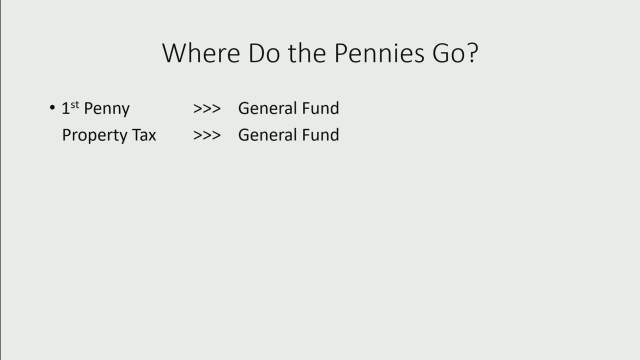 Where Do the Pennies Go?
• 1st Penny >>> General Fund
Property Tax >>> General Fund